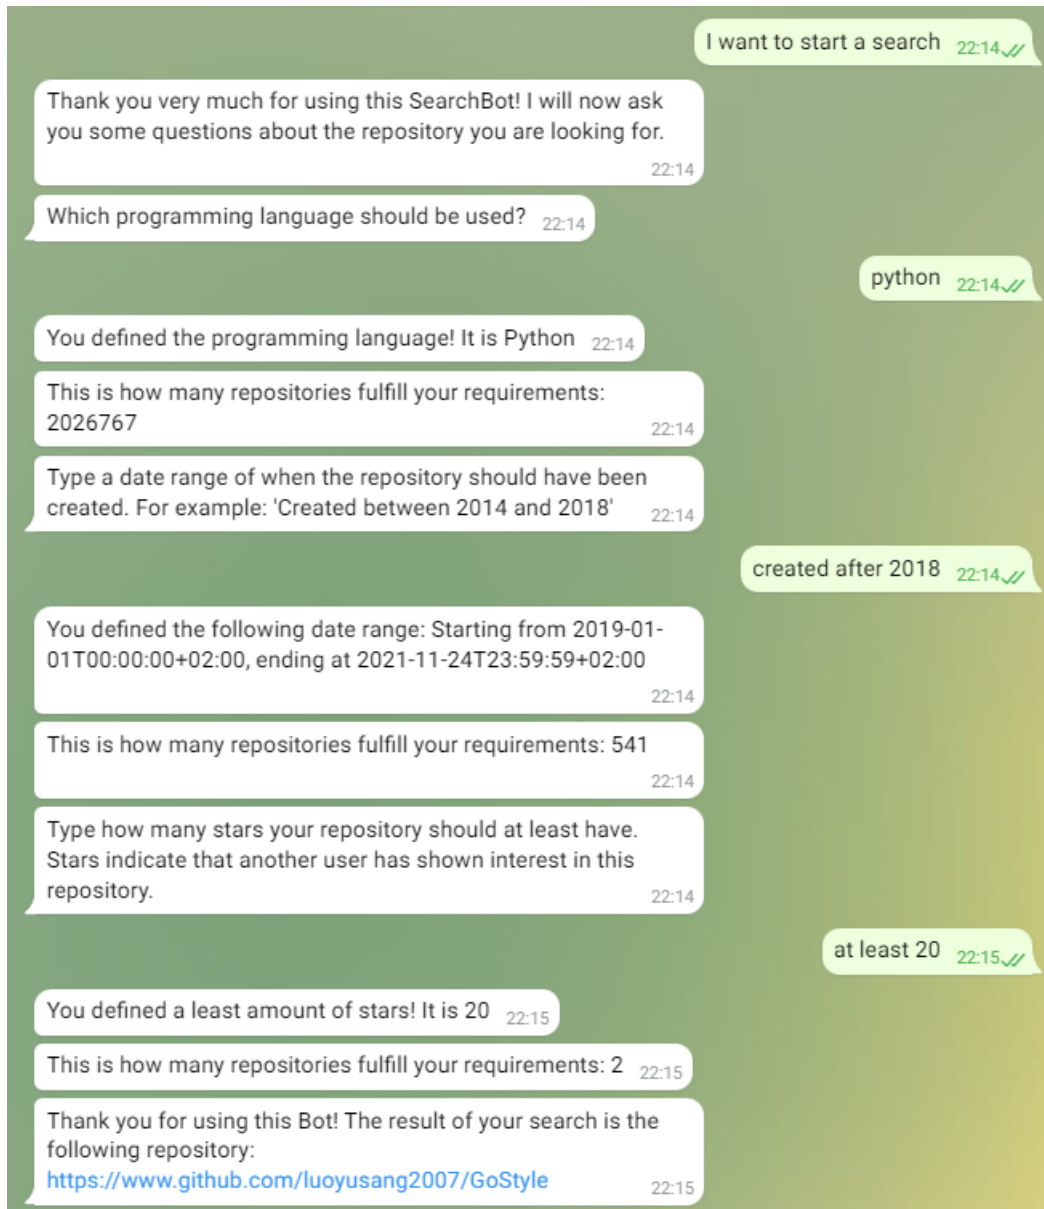 I want to start a search 22:14
Thank you very much for using this SearchBot! I will now ask
you some questions about the repository you are looking for.
22:14
Which programming language should be used? 22:14
python 22:14
You defined the programming language! It is Python 22:14
This is how many repositories fulfill your requirements:
2026767 22:14
Type a date range of when the repository should have been
created. For example: 'Created between 2014 and 2018' 22:14
created after 2018 22:14
You defined the following date range: Starting from 2019-01-
01T00:00:00+02:00, ending at 2021-11-24T23:59:59+02:00
22:14
This is how many repositories fulfill your requirements: 541
22:14
Type how many stars your repository should at least have.
Stars indicate that another user has shown interest in this
repository. 22:14
at least 20 22:15
You defined a least amount of stars! It is 20 22:15
This is how many repositories fulfill your requirements: 2 22:15
Thank you for using this Bot! The result of your search is the
following repository:
https://www.github.com/luoyusang2007/GoStyle 22:15